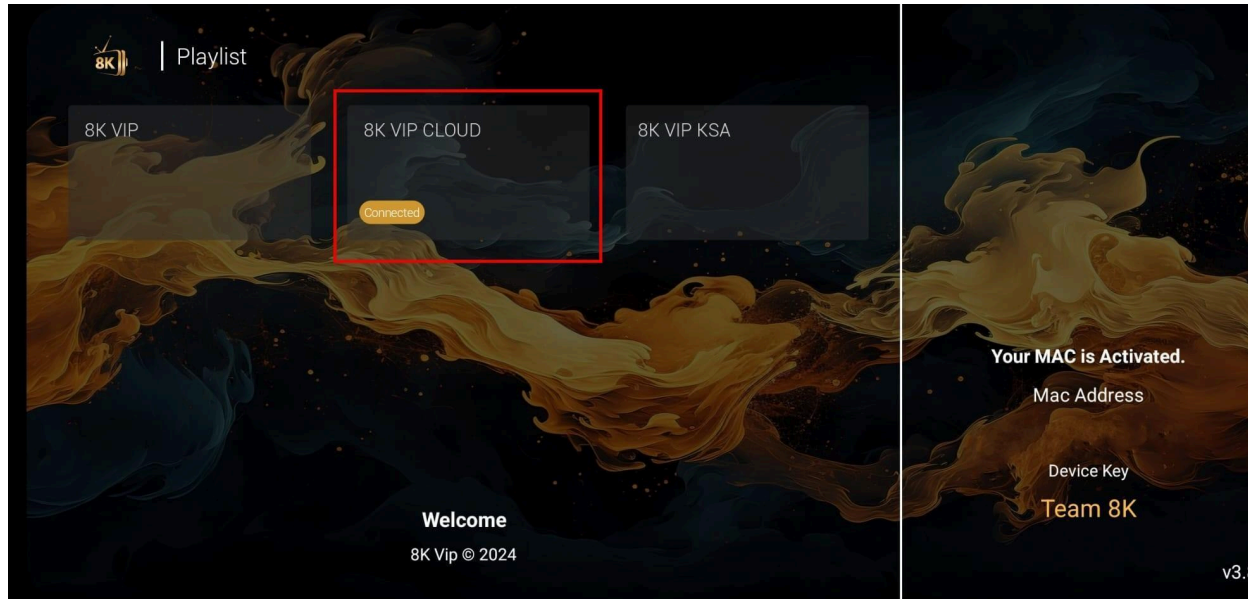 8K
Playlist
8K VIP
8K VIP CLOUD
8K VIP KSA
Connected
Welcome
8K Vip © 2024
Your MAC is Activated.
Mac Address
Device Key
Team 8K